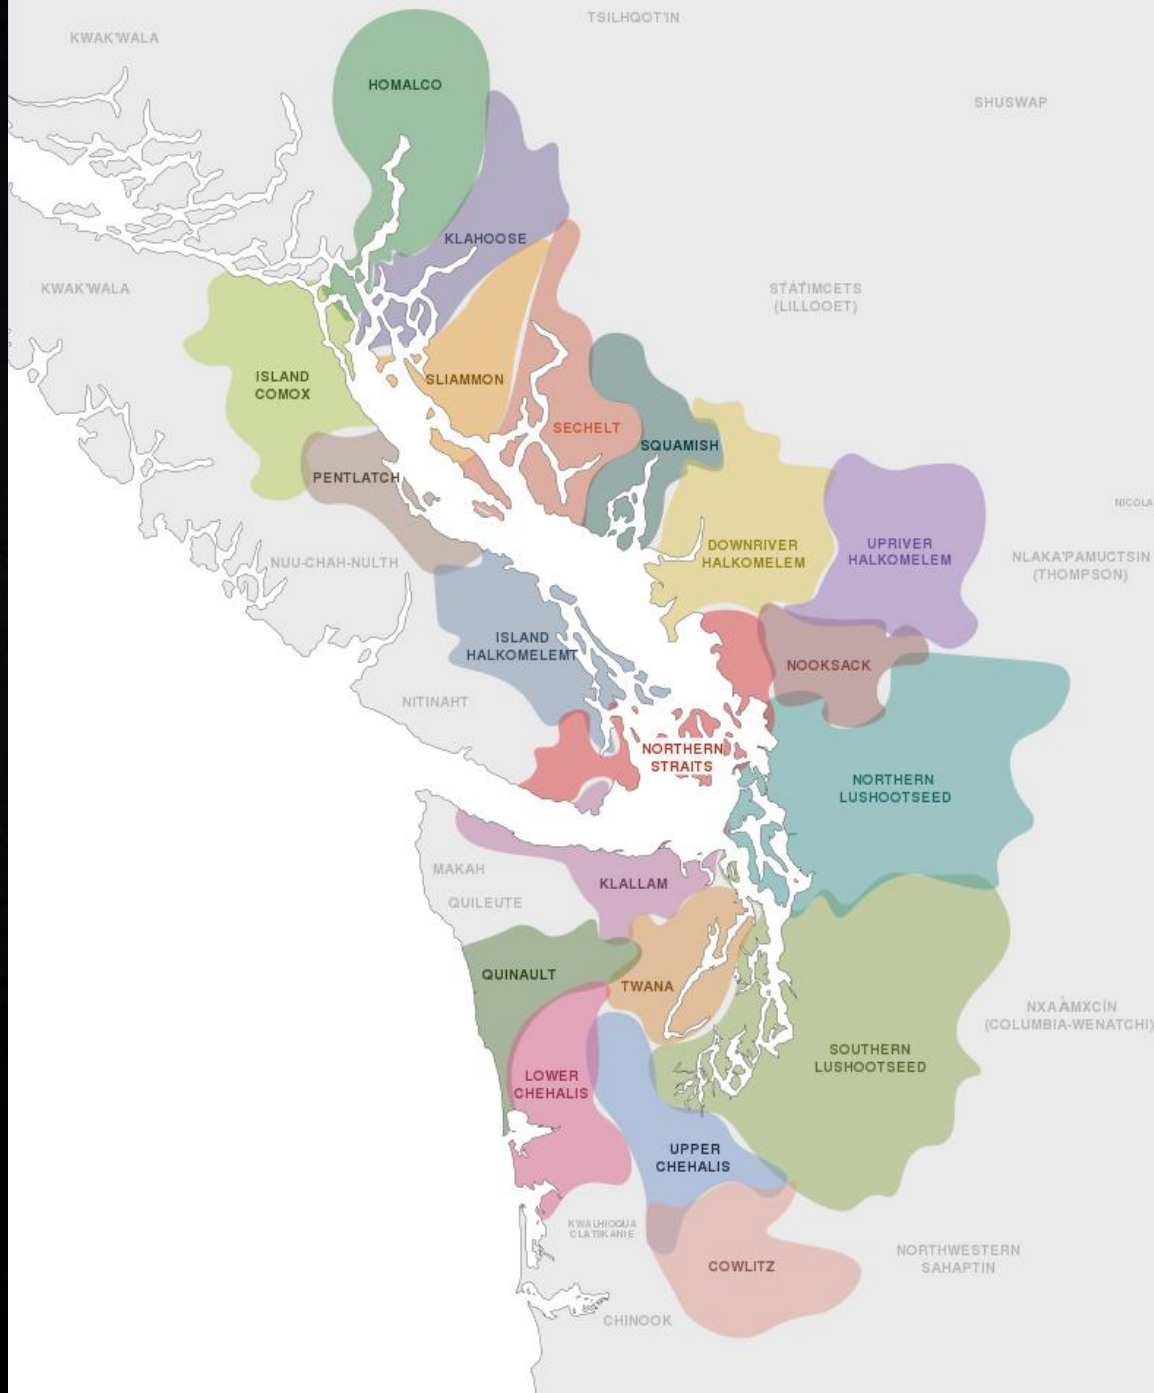 TSILHQOT'IN
KWAK'WALA
HOMALCO
SHUSWAP
KLAHOOSE
KWAK'WALA
STÁTIMCETS
(LILLOOET)
ISLAND
COMOX
SLIAMMON
SECHELT
SQUAMISH
PENTLATCH
NICOLA
DOWNRIVER
HALKOMELEM
UPRIVER
HALKOMELEM
NUU-CHAH-NULTH
NLAKA'PAMUCTSIN
(THOMPSON)
ISLAND
HALKOMELEMT
NOOKSACK
NITINAHT
NORTHERN
STRAITS
NORTHERN
LUSHOOTSEED
MAKAH
KLALLAM
QUILEUTE
QUINAULT
TWANA
NXAÀMXCÍN
(COLUMBIA-WENATCHI)
SOUTHERN
LUSHOOTSEED
LOWER
CHEHALIS
UPPER
CHEHALIS
KWALHIOQUA
CLATSKANIE
NORTHWESTERN
SAHAPTIN
COWLITZ
CHINOOK